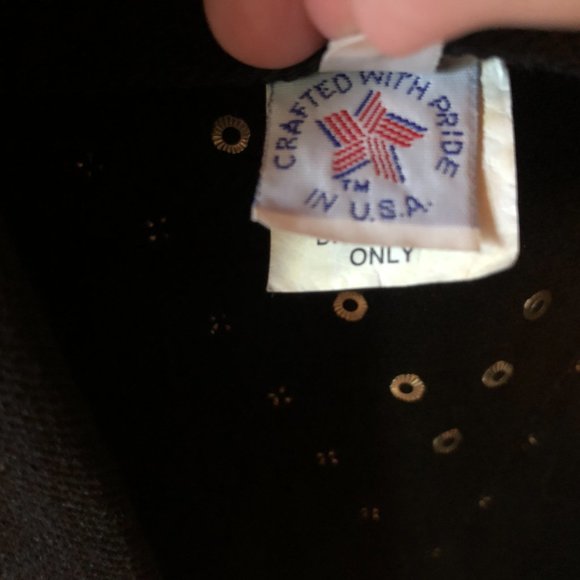 CRAFTED WITH PRIDE
TM
IN U.S.A.
ONLY